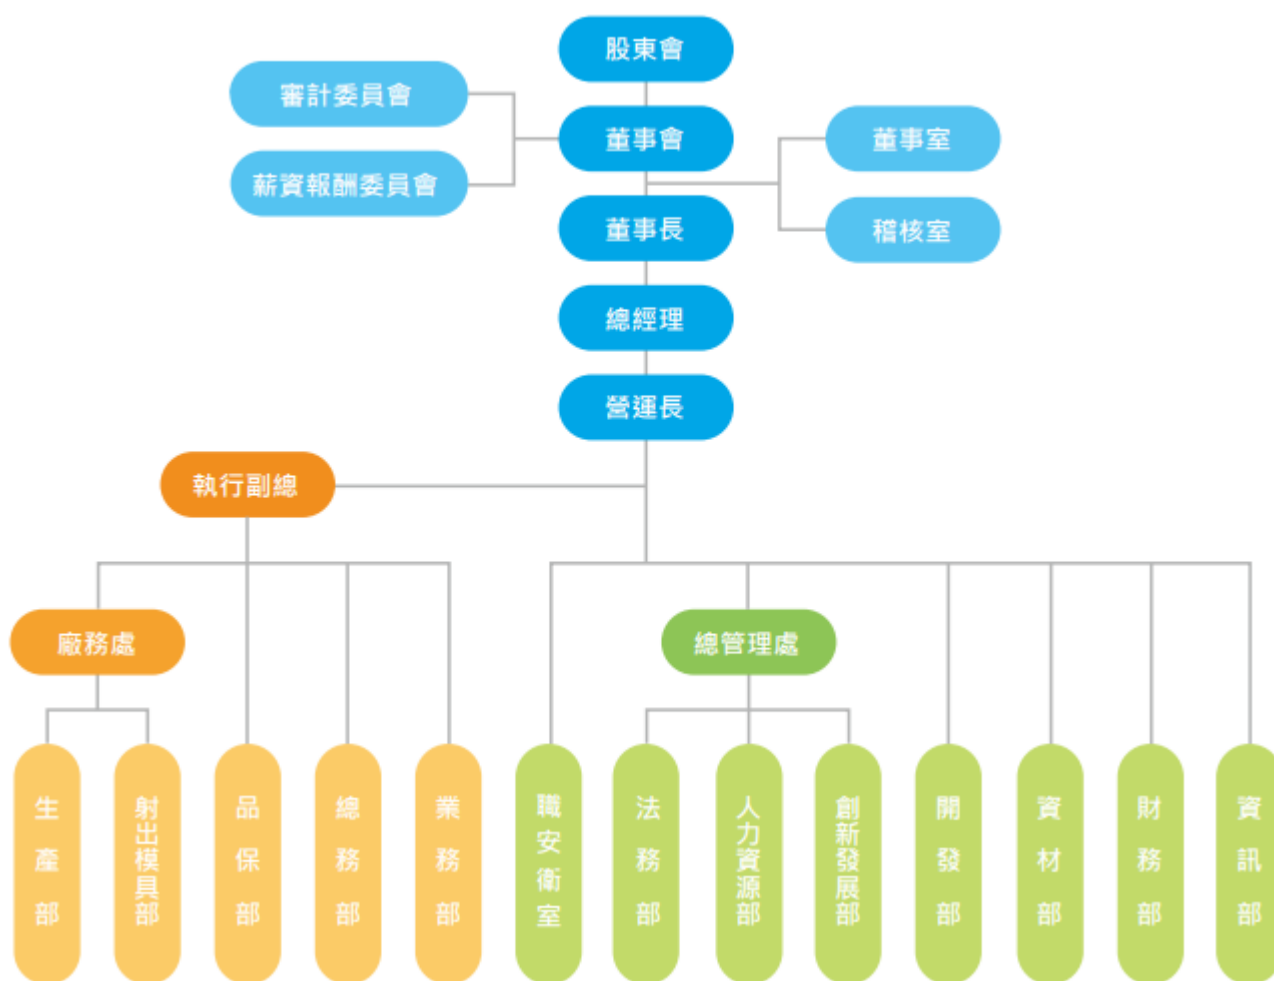 股東會
審計委員會
董事會
董事室
薪資報酬委員會
董事長
稽核室
總經理
營運長
執行副總
廠務處
總管理處
生產部
射出模具部
品保部
總務部
業務部
職安衛室
法務部
人力資源部
創新發展部
開發部
資材部
財務部
資訊部